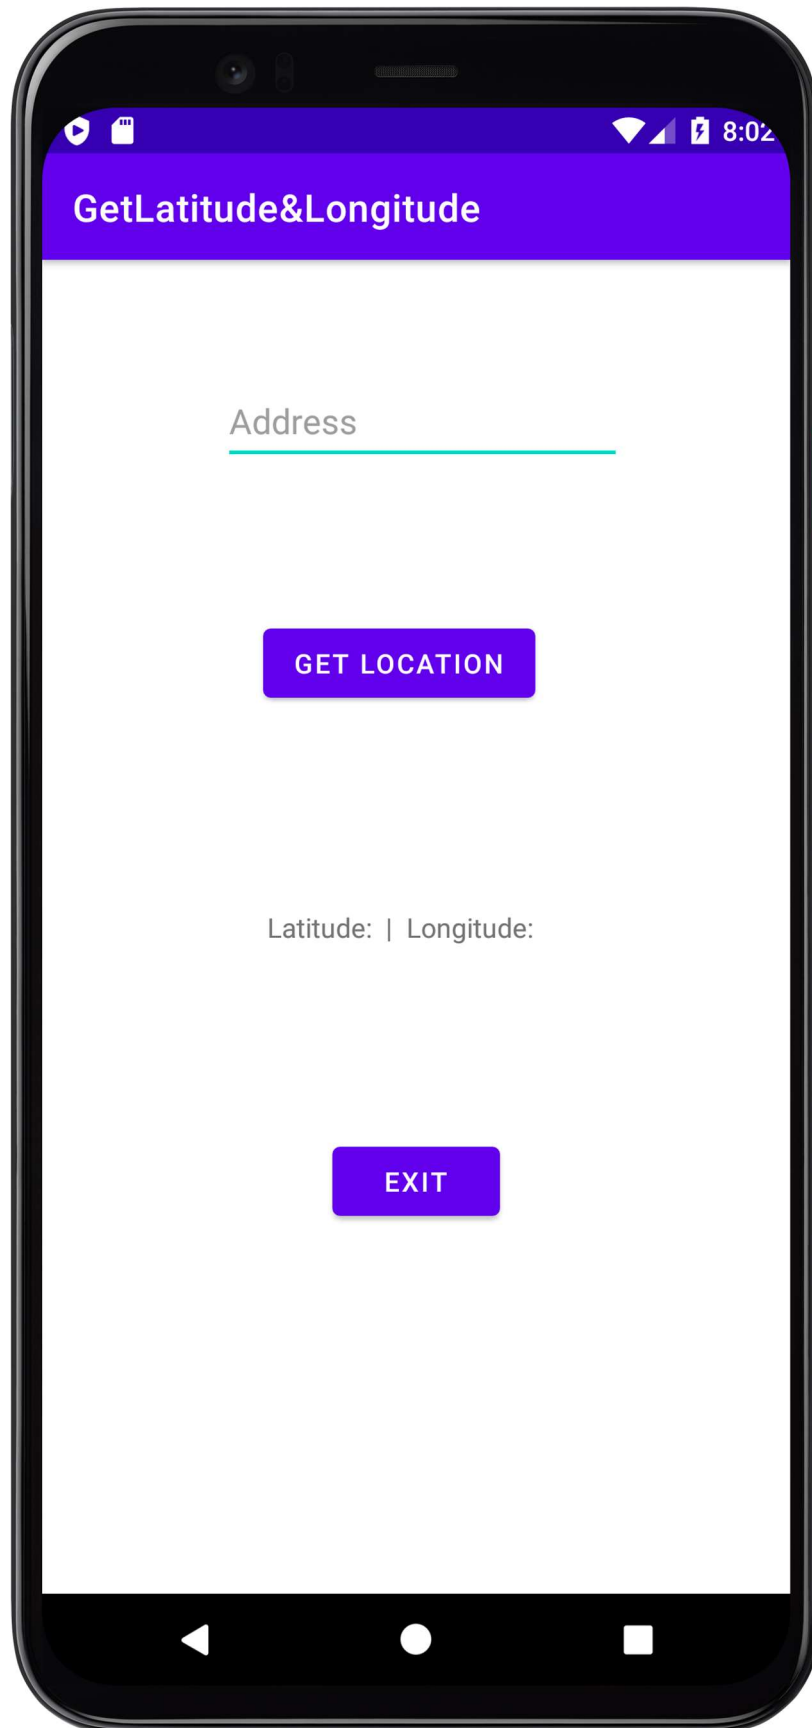 8:02
GetLatitude&Longitude
Address
GET LOCATION
Latitude: | Longitude:
EXIT